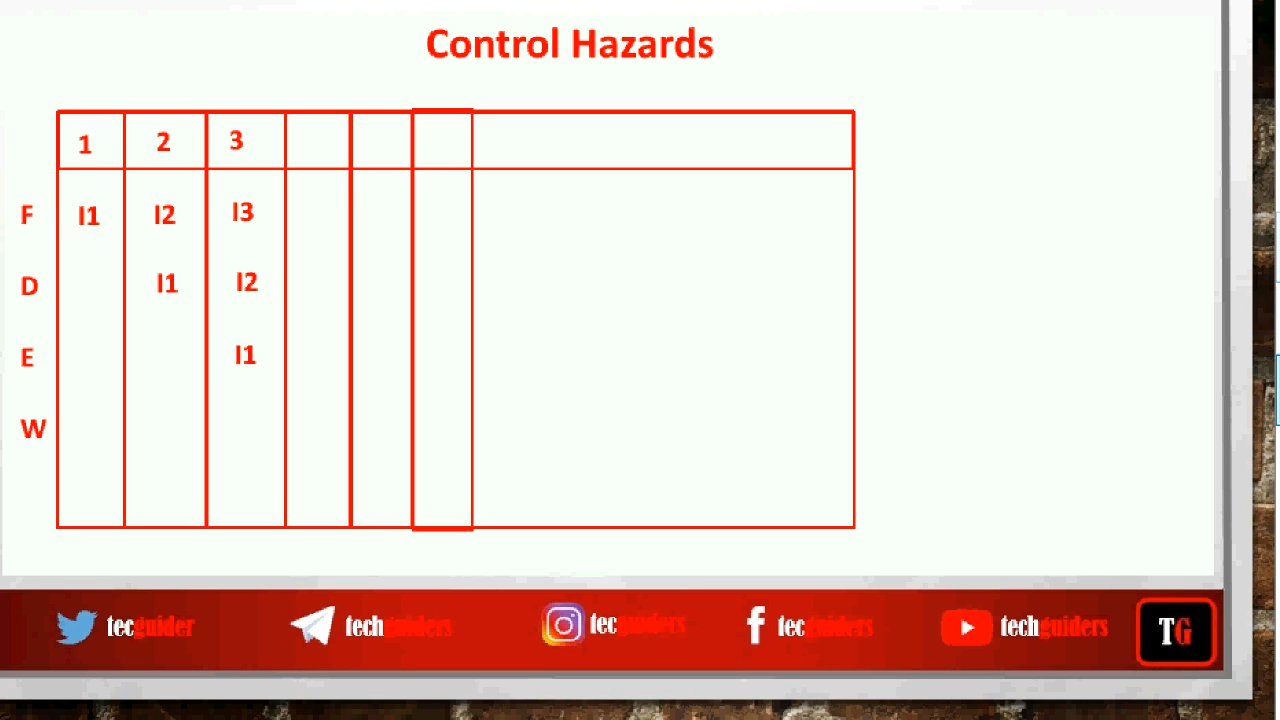 Control Hazards
1 2 3
F I1 I2 I3
D I1 I2
E I1
W
tecguider techguiders tecguiders tecguiders techguiders TG